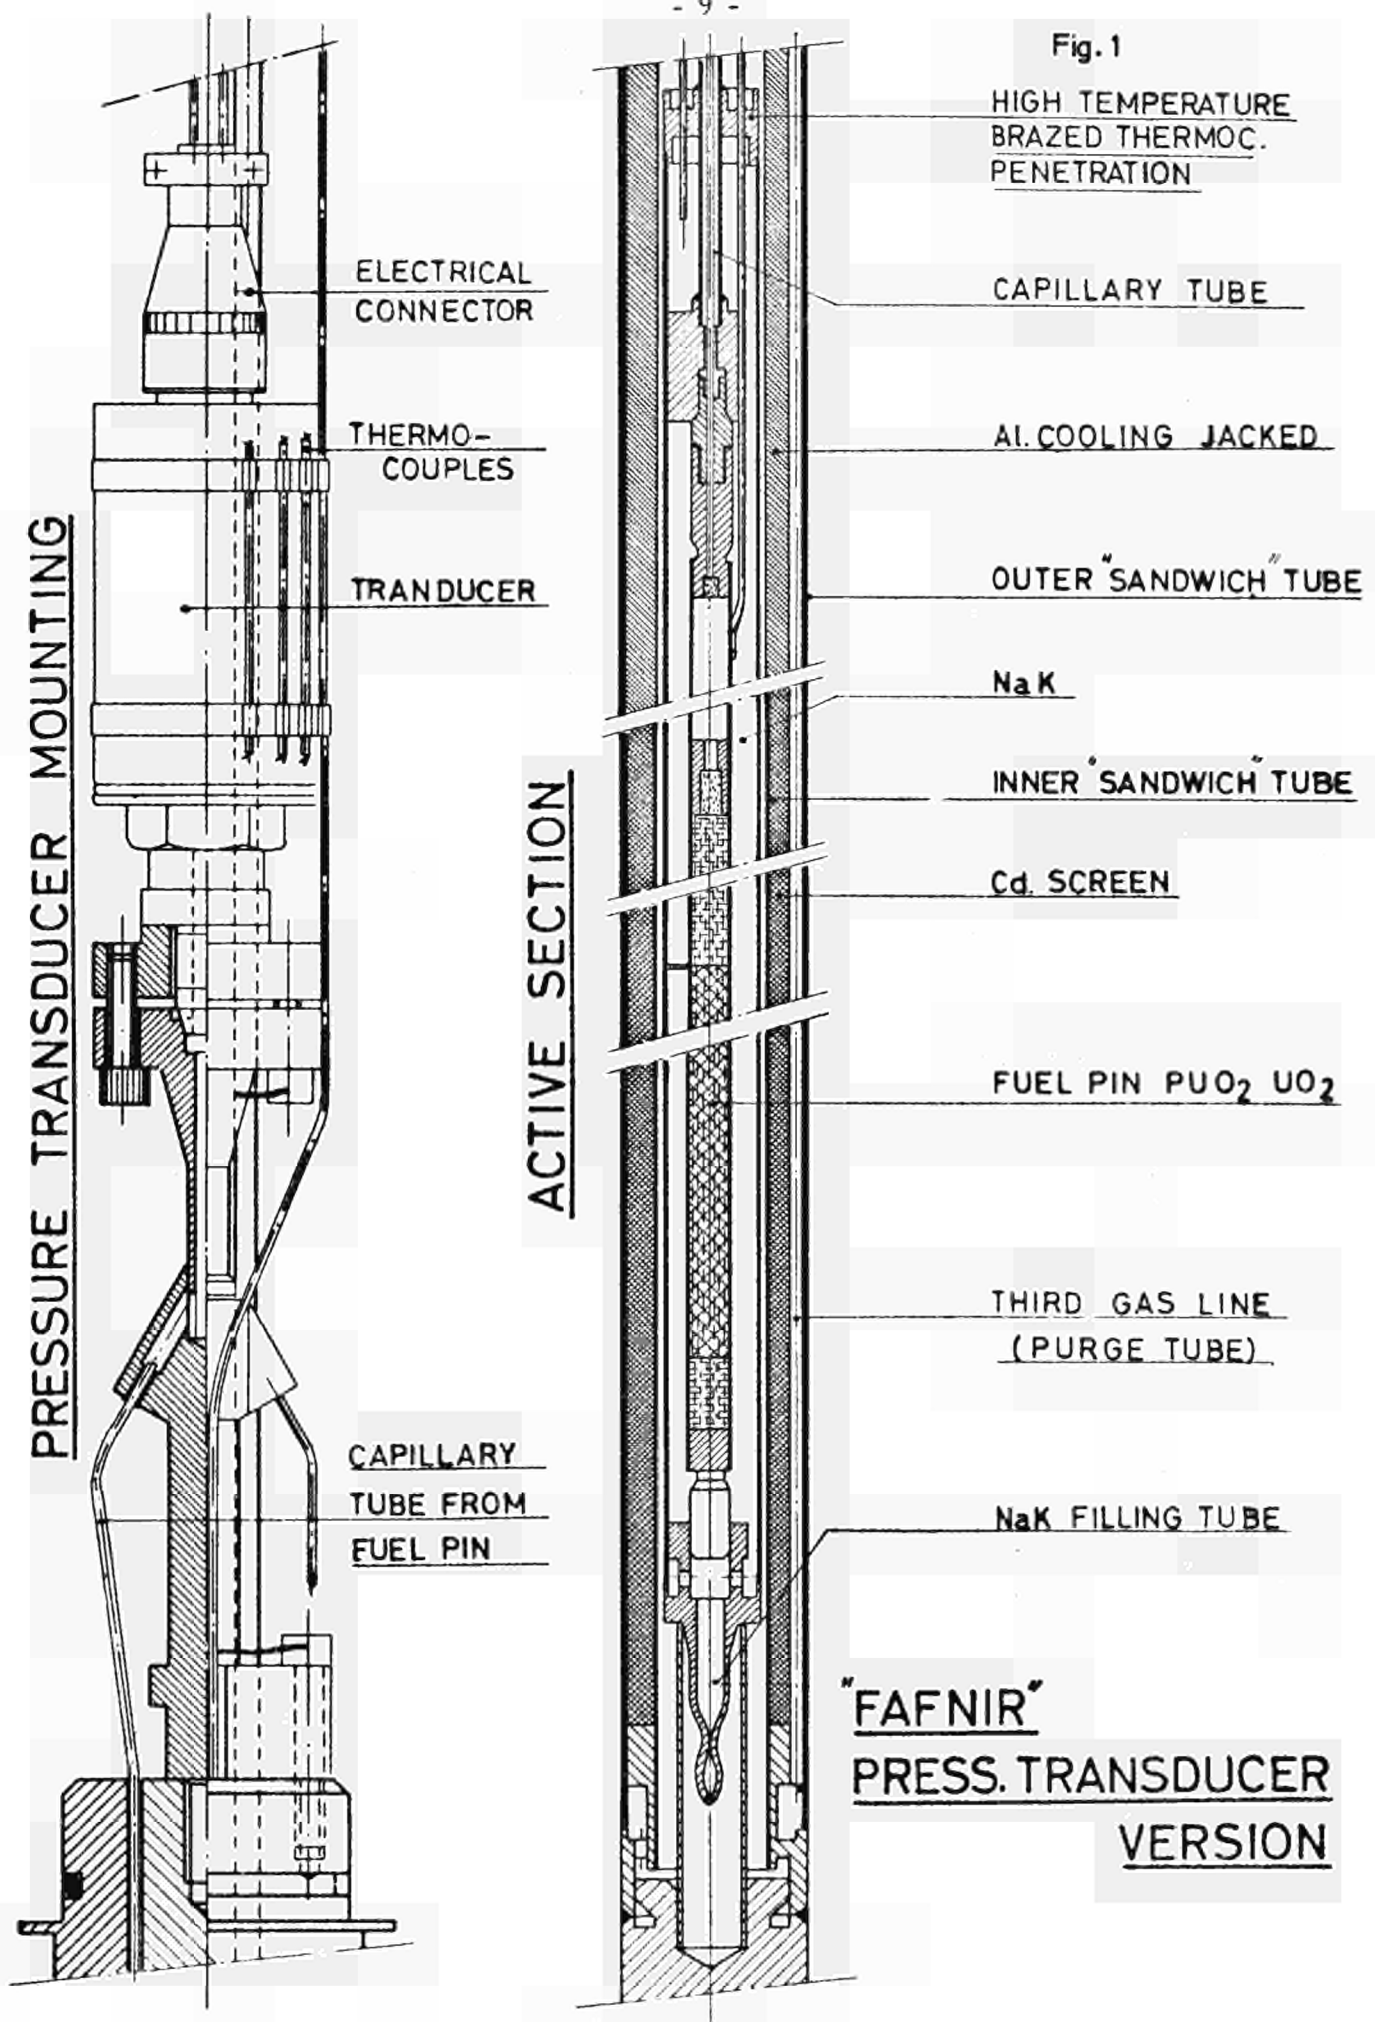 - 9 -
Fig. 1
HIGH TEMPERATURE
BRAZED THERMOC.
PENETRATION
ELECTRICAL
CONNECTOR
CAPILLARY TUBE
THERMO-
COUPLES
Al. COOLING JACKED
TRANDUCER
OUTER "SANDWICH" TUBE
NaK
INNER "SANDWICH" TUBE
Cd. SCREEN
PRESSURE TRANSDUCER MOUNTING
ACTIVE SECTION
FUEL PIN PUO2 UO2
THIRD GAS LINE
(PURGE TUBE)
CAPILLARY
TUBE FROM
FUEL PIN
NaK FILLING TUBE
"FAFNIR"
PRESS. TRANSDUCER
VERSION